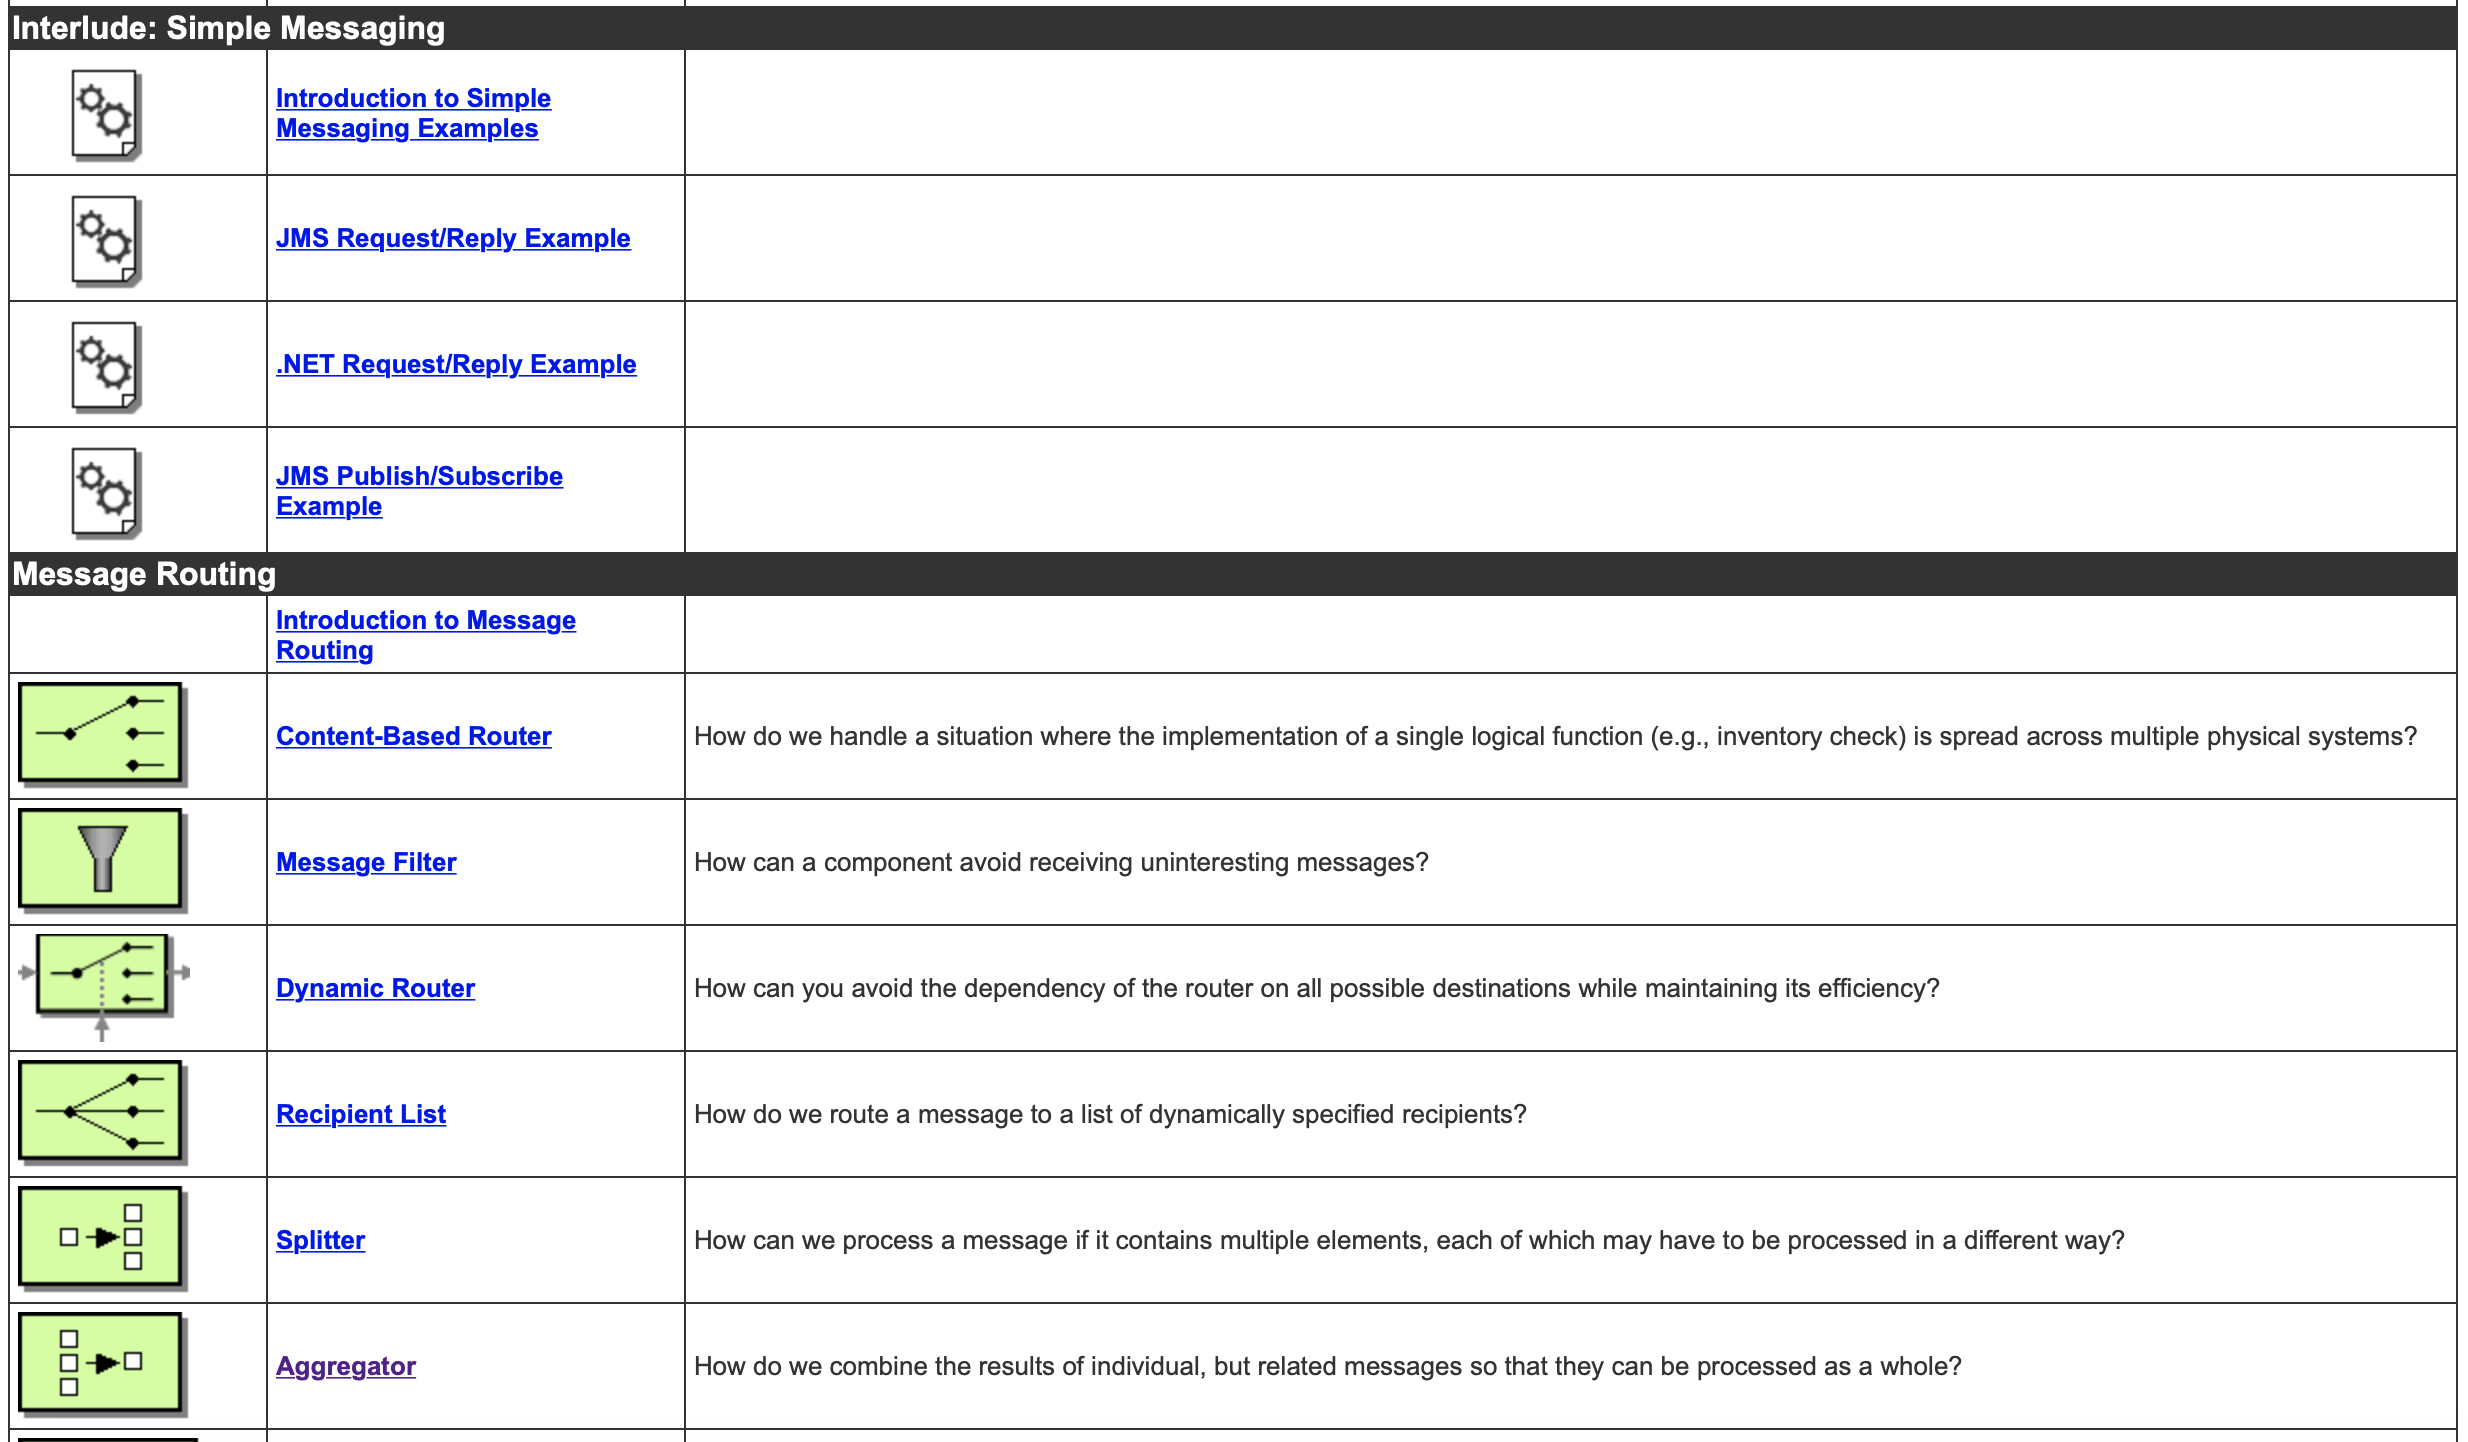 Interlude: Simple Messaging
Introduction to Simple
Messaging Examples
JMS Request/Reply Example
.NET Request/Reply Example
JMS Publish/Subscribe
Example
Message Routing
Introduction to Message
Routing
Content-Based Router
How do we handle a situation where the implementation of a single logical function (e.g., inventory check) is spread across multiple physical systems?
Message Filter
How can a component avoid receiving uninteresting messages?
Dynamic Router
How can you avoid the dependency of the router on all possible destinations while maintaining its efficiency?
Recipient List
How do we route a message to a list of dynamically specified recipients?
Splitter
How can we process a message if it contains multiple elements, each of which may have to be processed in a different way?
Aggregator
How do we combine the results of individual, but related messages so that they can be processed as a whole?